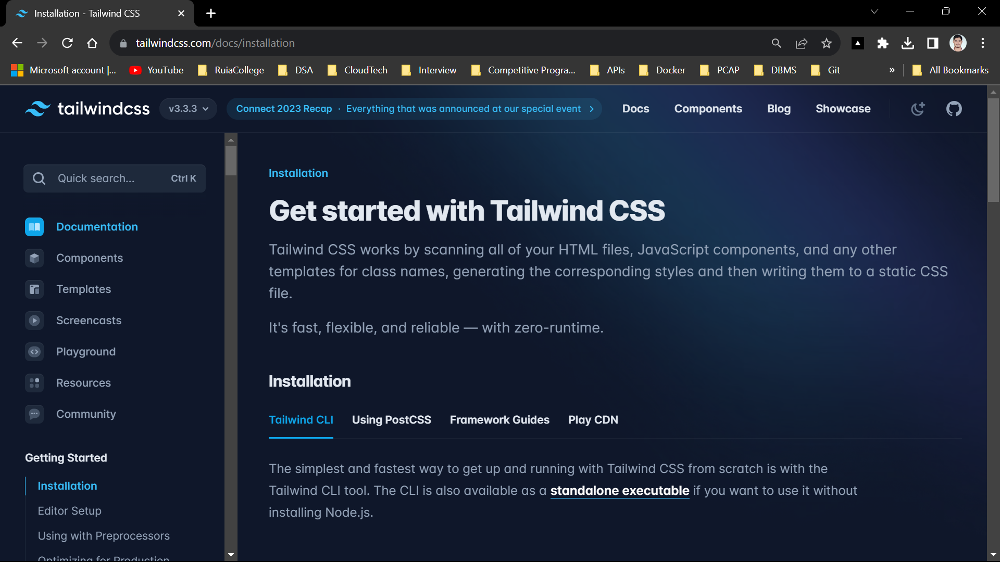 Installation - Tailwind CSS
tailwindcss.com/docs/installation
Microsoft account |... YouTube RuiaCollege DSA CloudTech Interview Competitive Progra... APIs Docker PCAP DBMS Git » All Bookmarks
tailwindcss v3.3.3 Connect 2023 Recap · Everything that was announced at our special event Docs Components Blog Showcase
Quick search... Ctrl K
Documentation
Components
Templates
Screencasts
Playground
Resources
Community
Getting Started
Installation
Editor Setup
Using with Preprocessors
Optimizing for Production
Installation
Get started with Tailwind CSS
Tailwind CSS works by scanning all of your HTML files, JavaScript components, and any other
templates for class names, generating the corresponding styles and then writing them to a static CSS
file.
It's fast, flexible, and reliable — with zero-runtime.
Installation
Tailwind CLI Using PostCSS Framework Guides Play CDN
The simplest and fastest way to get up and running with Tailwind CSS from scratch is with the
Tailwind CLI tool. The CLI is also available as a standalone executable if you want to use it without
installing Node.js.